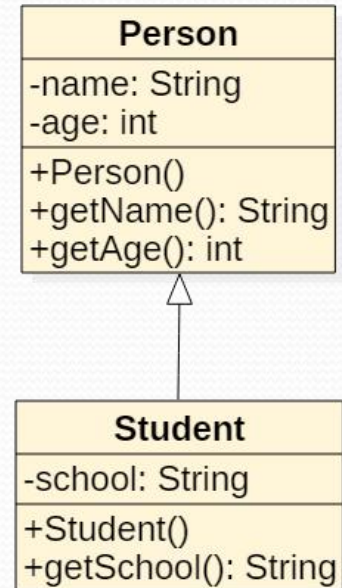 Person
-name: String
-age: int
+Person()
+getName(): String
+getAge(): int
Student
-school: String
+Student()
+getSchool(): String